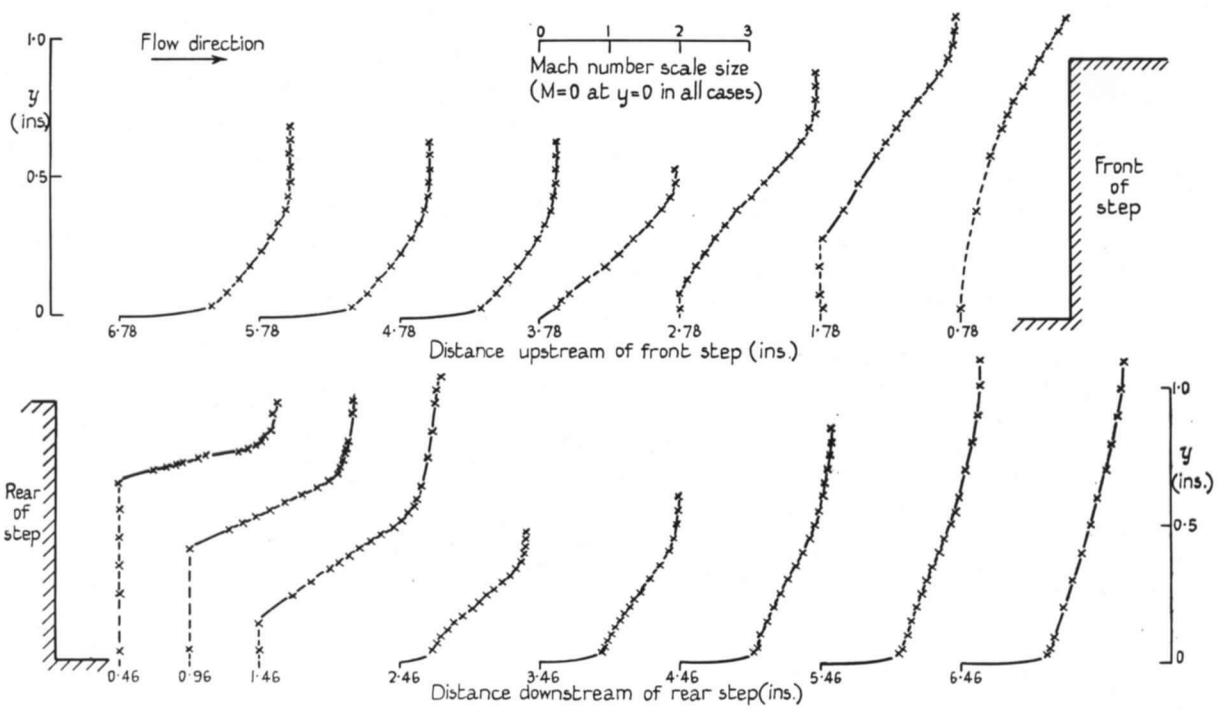 0 1 2 3
1.0
Flow direction
Mach number scale size
(M=0 at y=0 in all cases)
y
(ins)
0.5
0
Front
of
step
6.78 5.78 4.78 3.78 2.78 1.78 0.78
Distance upstream of front step (ins.)
1.0
y
(ins.)
0.5
0
Rear
of
step
0.46 0.96 1.46 2.46 3.46 4.46 5.46 6.46
Distance downstream of rear step(ins.)